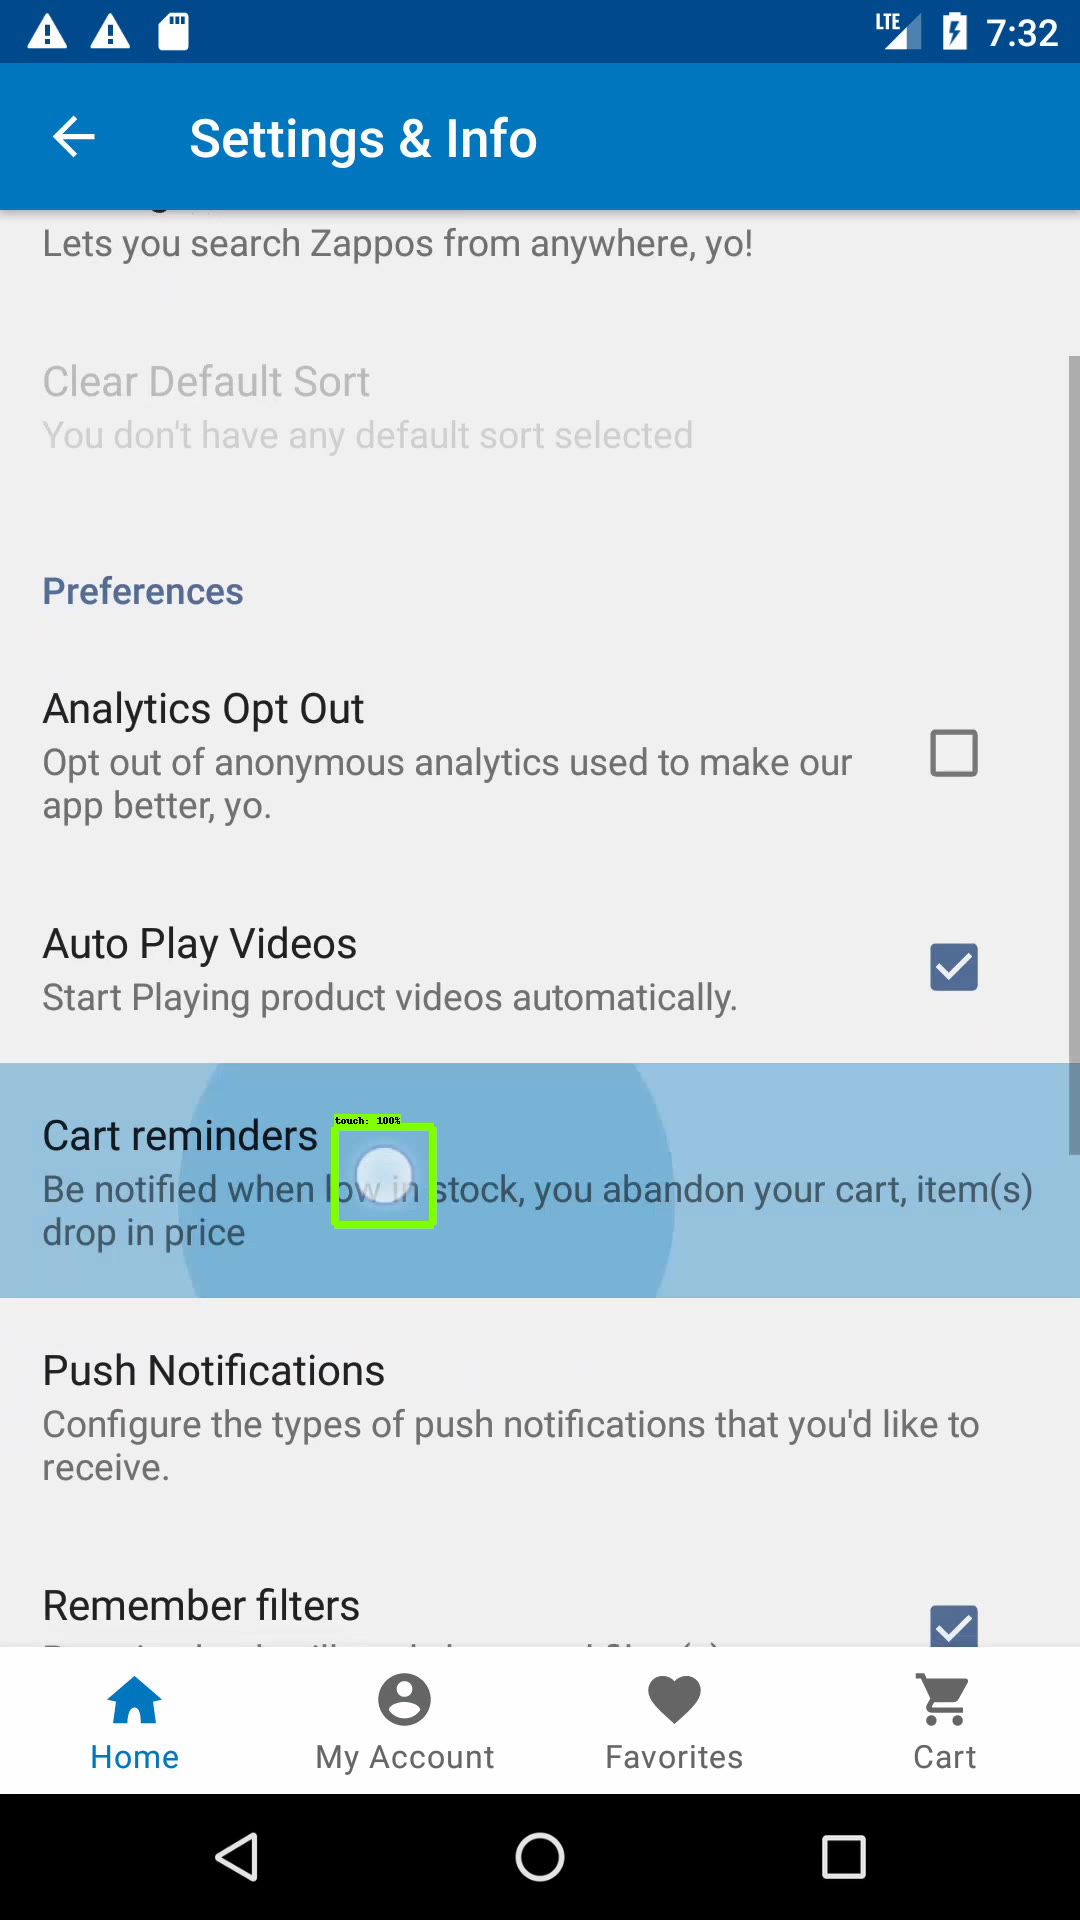 LTE 7:32
Settings & Info
Lets you search Zappos from anywhere, yo!
Clear Default Sort
You don't have any default sort selected
Preferences
Analytics Opt Out
Opt out of anonymous analytics used to make our
app better, yo.
Auto Play Videos
Start Playing product videos automatically.
touch: 100%
Cart reminders
Be notified when low in stock, you abandon your cart, item(s)
drop in price
Push Notifications
Configure the types of push notifications that you'd like to
receive.
Remember filters
Home My Account Favorites Cart